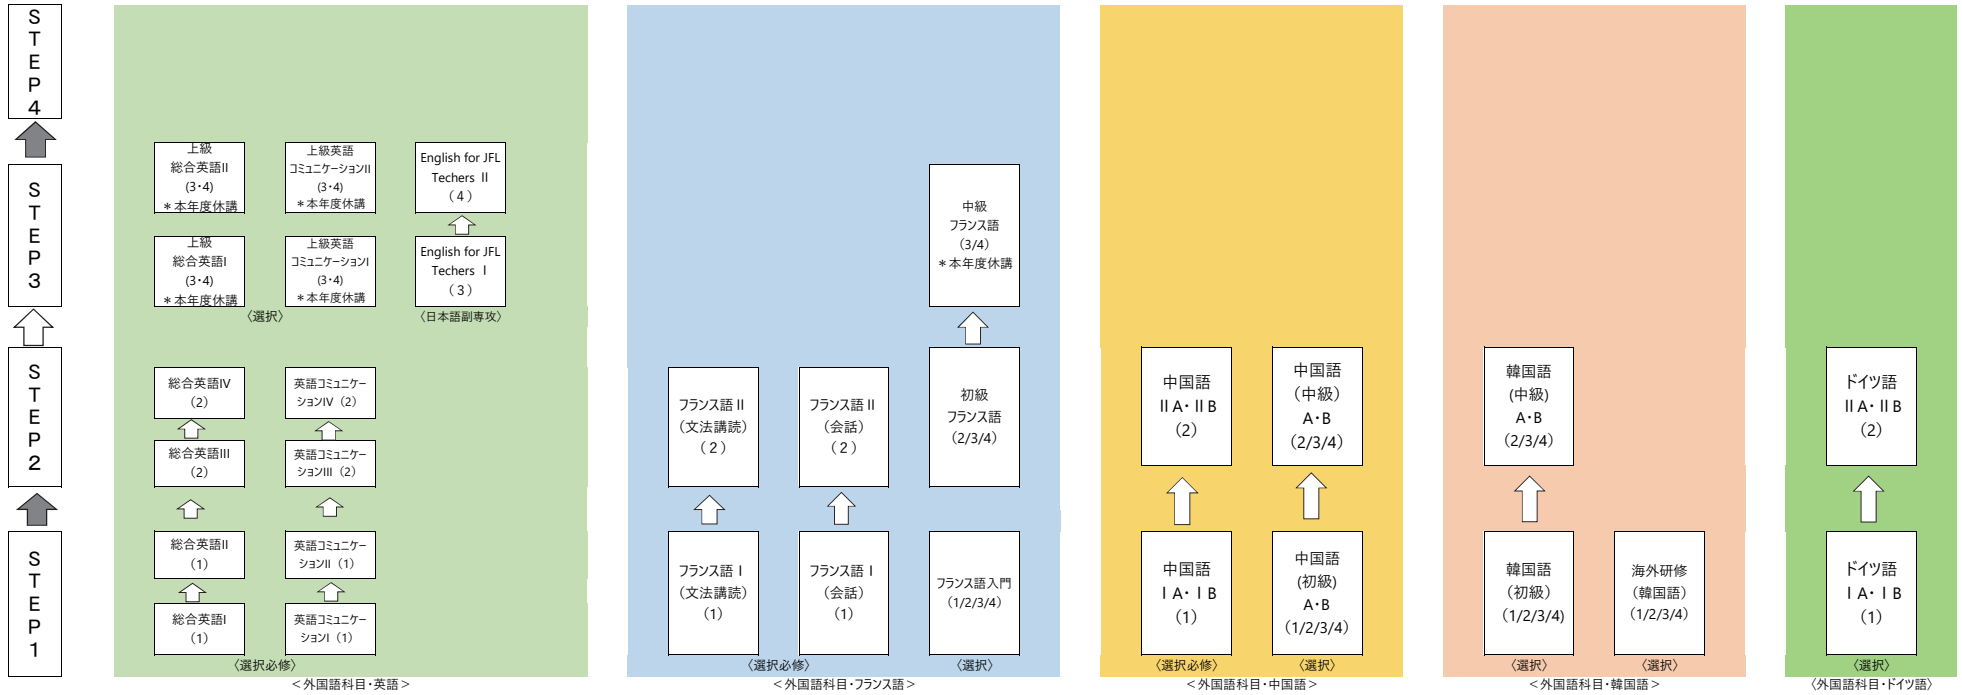 STEP4
STEP3
STEP2
STEP1
上級
総合英語II
(3・4)
＊本年度休講
上級英語
コミュニケーションII
(3・4)
＊本年度休講
English for JFL
Techers Ⅱ
（4）
上級
総合英語I
(3・4)
＊本年度休講
上級英語
コミュニケーションI
(3・4)
＊本年度休講
English for JFL
Techers Ⅰ
（3）
〈選択〉
〈日本語副専攻〉
総合英語IV
（2）
英語コミュニケー
ションIV（2）
総合英語III
（2）
英語コミュニケー
ションIII（2）
総合英語II
（1）
英語コミュニケー
ションII（1）
総合英語I
（1）
英語コミュニケー
ションI（1）
〈選択必修〉
＜外国語科目・英語＞
中級
フランス語
（3/4）
＊本年度休講
フランス語Ⅱ
（文法講読）
（2）
フランス語Ⅱ
（会話）
（2）
初級
フランス語
（2/3/4）
フランス語Ⅰ
（文法講読）
（1）
フランス語Ⅰ
（会話）
（1）
フランス語入門
（1/2/3/4）
〈選択必修〉
〈選択〉
＜外国語科目・フランス語＞
中国語
ⅡA・ⅡB
（2）
中国語
（中級）
A・B
（2/3/4）
中国語
ⅠA・ⅠB
（1）
中国語
(初級)
A・B
（1/2/3/4）
〈選択必修〉
〈選択〉
＜外国語科目・中国語＞
韓国語
(中級)
A・B
（2/3/4）
韓国語
（初級）
（1/2/3/4）
海外研修
（韓国語）
（1/2/3/4）
〈選択〉
〈選択〉
＜外国語科目・韓国語＞
ドイツ語
ⅡA・ⅡB
（2）
ドイツ語
ⅠA・ⅠB
（1）
〈選択〉
〈外国語科目・ドイツ語〉